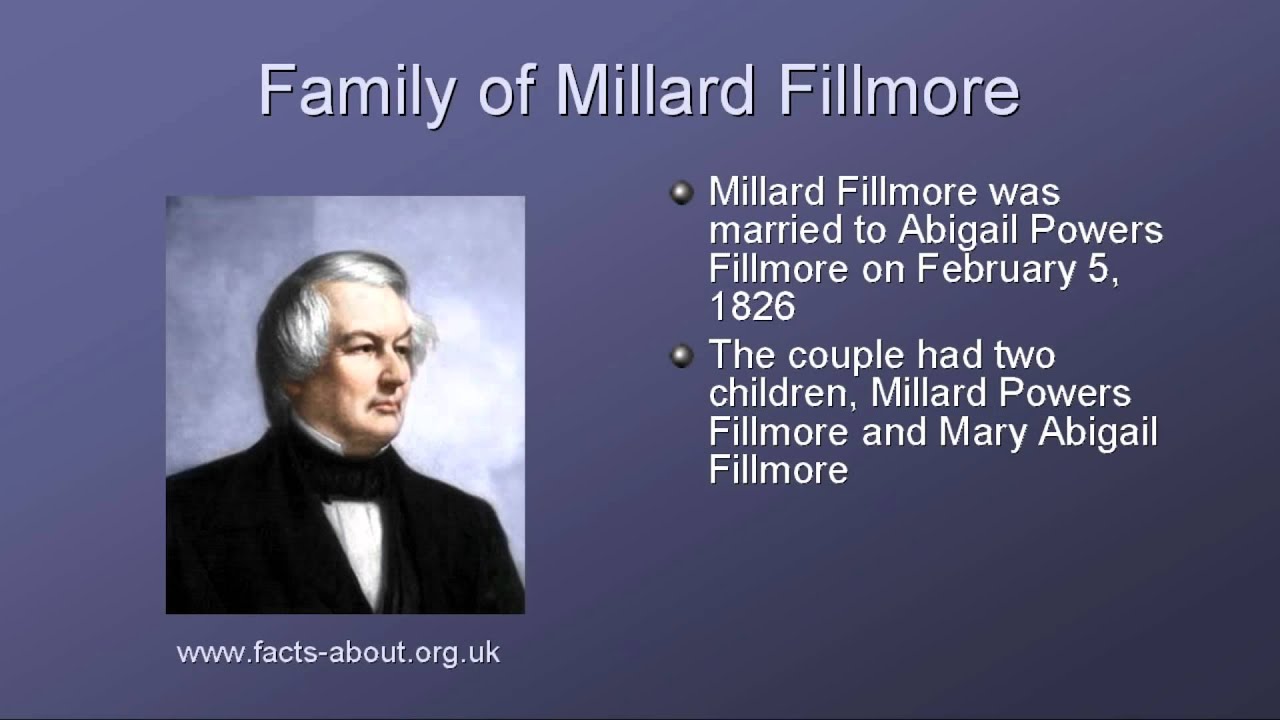 Family of Millard Fillmore
Millard Fillmore was
married to Abigail Powers
Fillmore on February 5,
1826
The couple had two
children, Millard Powers
Fillmore and Mary Abigail
Fillmore
www.facts-about.org.uk